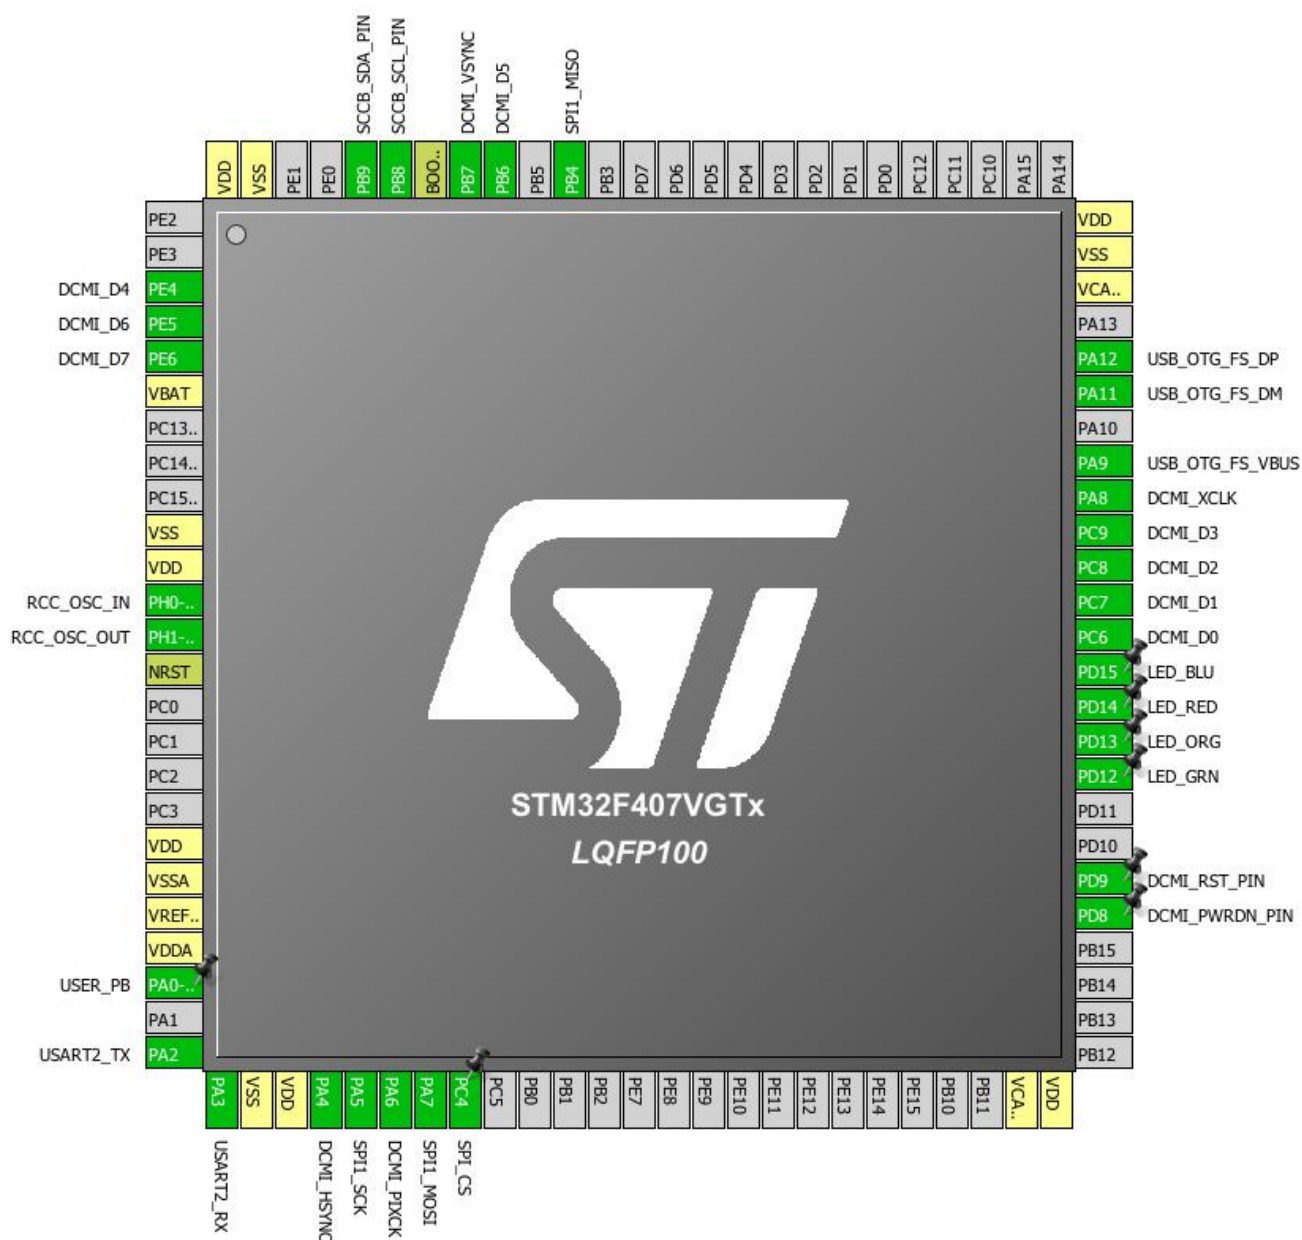 SCCB_SDA_PIN
SCCB_SCL_PIN
DCMI_VSYNC
DCMI_D5
SPI1_MISO
VDD
VSS
PE1
PE0
PB9
PB8
BOO..
PB7
PB6
PB5
PB4
PB3
PD7
PD6
PD5
PD4
PD3
PD2
PD1
PD0
PC12
PC11
PC10
PA15
PA14
PE2
PE3
DCMI_D4 PE4
DCMI_D6 PE5
DCMI_D7 PE6
VBAT
PC13..
PC14..
PC15..
VSS
VDD
RCC_OSC_IN PH0-..
RCC_OSC_OUT PH1-..
NRST
PC0
PC1
PC2
PC3
VDD
VSSA
VREF..
VDDA
USER_PB PA0-..
PA1
USART2_TX PA2
ST
STM32F407VGTx
LQFP100
VDD
VSS
VCA..
PA13
PA12 USB_OTG_FS_DP
PA11 USB_OTG_FS_DM
PA10
PA9 USB_OTG_FS_VBUS
PA8 DCMI_XCLK
PC9 DCMI_D3
PC8 DCMI_D2
PC7 DCMI_D1
PC6 DCMI_D0
PD15 LED_BLU
PD14 LED_RED
PD13 LED_ORG
PD12 LED_GRN
PD11
PD10
PD9 DCMI_RST_PIN
PD8 DCMI_PWRDN_PIN
PB15
PB14
PB13
PB12
PA3
VSS
VDD
PA4
PA5
PA6
PA7
PC4
PC5
PB0
PB1
PB2
PE7
PE8
PE9
PE10
PE11
PE12
PE13
PE14
PE15
PB10
PB11
VCA..
VDD
USART2_RX
DCMI_HSYNC
SPI1_SCK
DCMI_PIXCK
SPI1_MOSI
SPI_CS